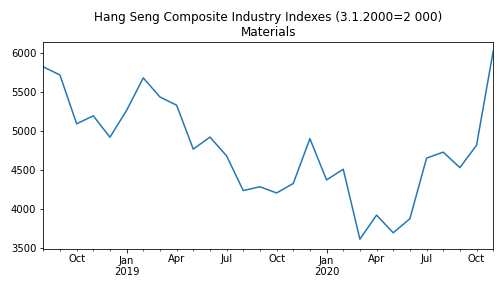 Hang Seng Composite Industry Indexes (3.1.2000=2 000)
Materials
6000
5500
5000
4500
4000
3500
Oct
Jan
2019
Apr
Jul
Oct
Jan
2020
Apr
Jul
Oct